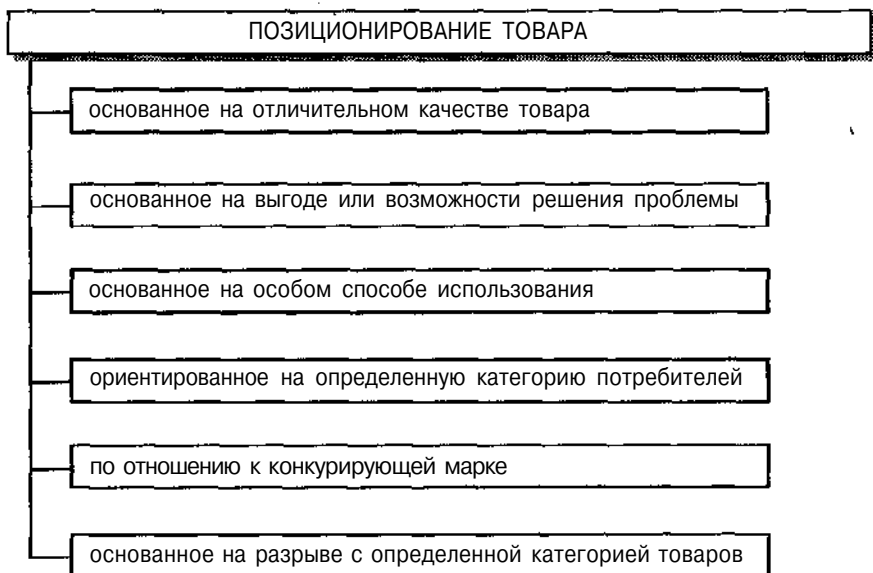 ПОЗИЦИОНИРОВАНИЕ ТОВАРА
основанное на отличительном качестве товара
основанное на выгоде или возможности решения проблемы
основанное на особом способе использования
ориентированное на определенную категорию потребителей
по отношению к конкурирующей марке
основанное на разрыве с определенной категорией товаров